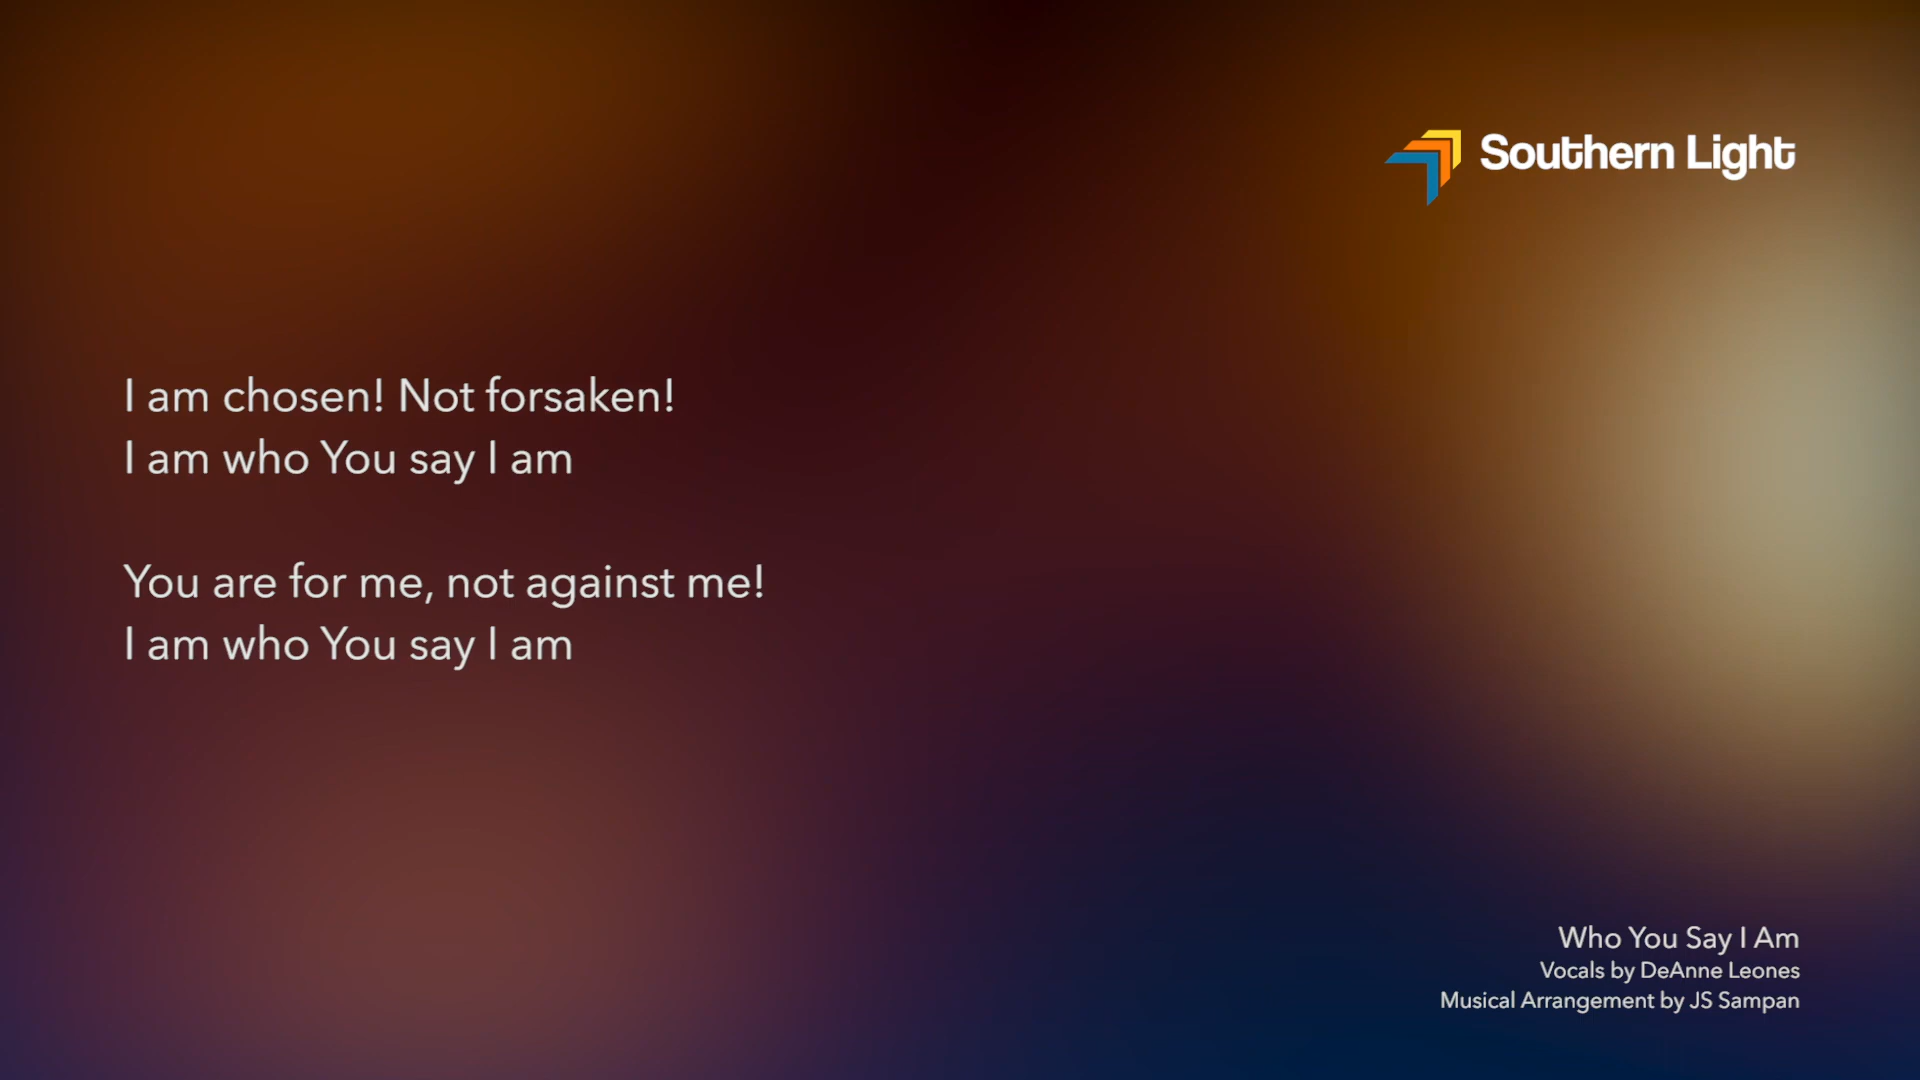 Southern Light
I am chosen! Not forsaken!
I am who You say I am
You are for me, not against me!
I am who You say I am
Who You Say I Am
Vocals by DeAnne Leones
Musical Arrangement by JS Sampan